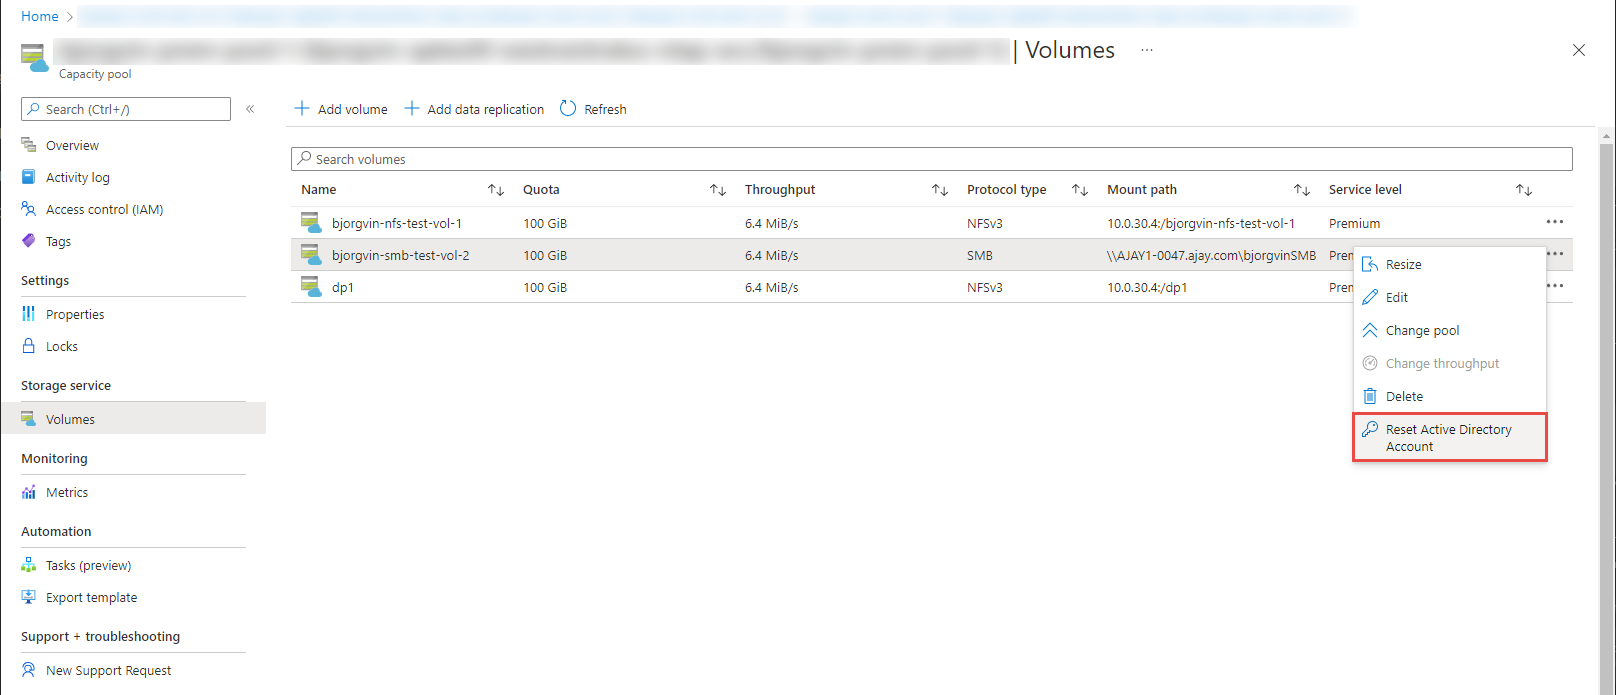 Home
| Volumes ...
Capacity pool
Search (Ctrl+/)
Add volume Add data replication Refresh
Overview
Activity log
Access control (IAM)
Tags
Settings
Properties
Locks
Storage service
Volumes
Monitoring
Metrics
Automation
Tasks (preview)
Export template
Support + troubleshooting
New Support Request
Search volumes
Name Quota Throughput Protocol type Mount path Service level
bjorgvin-nfs-test-vol-1 100 GiB 6.4 MiB/s NFSv3 10.0.30.4:/bjorgvin-nfs-test-vol-1 Premium
bjorgvin-smb-test-vol-2 100 GiB 6.4 MiB/s SMB \\AJAY1-0047.ajay.com\bjorgvinSMB Prem
dp1 100 GiB 6.4 MiB/s NFSv3 10.0.30.4:/dp1 Prem
Resize
Edit
Change pool
Change throughput
Delete
Reset Active Directory
Account